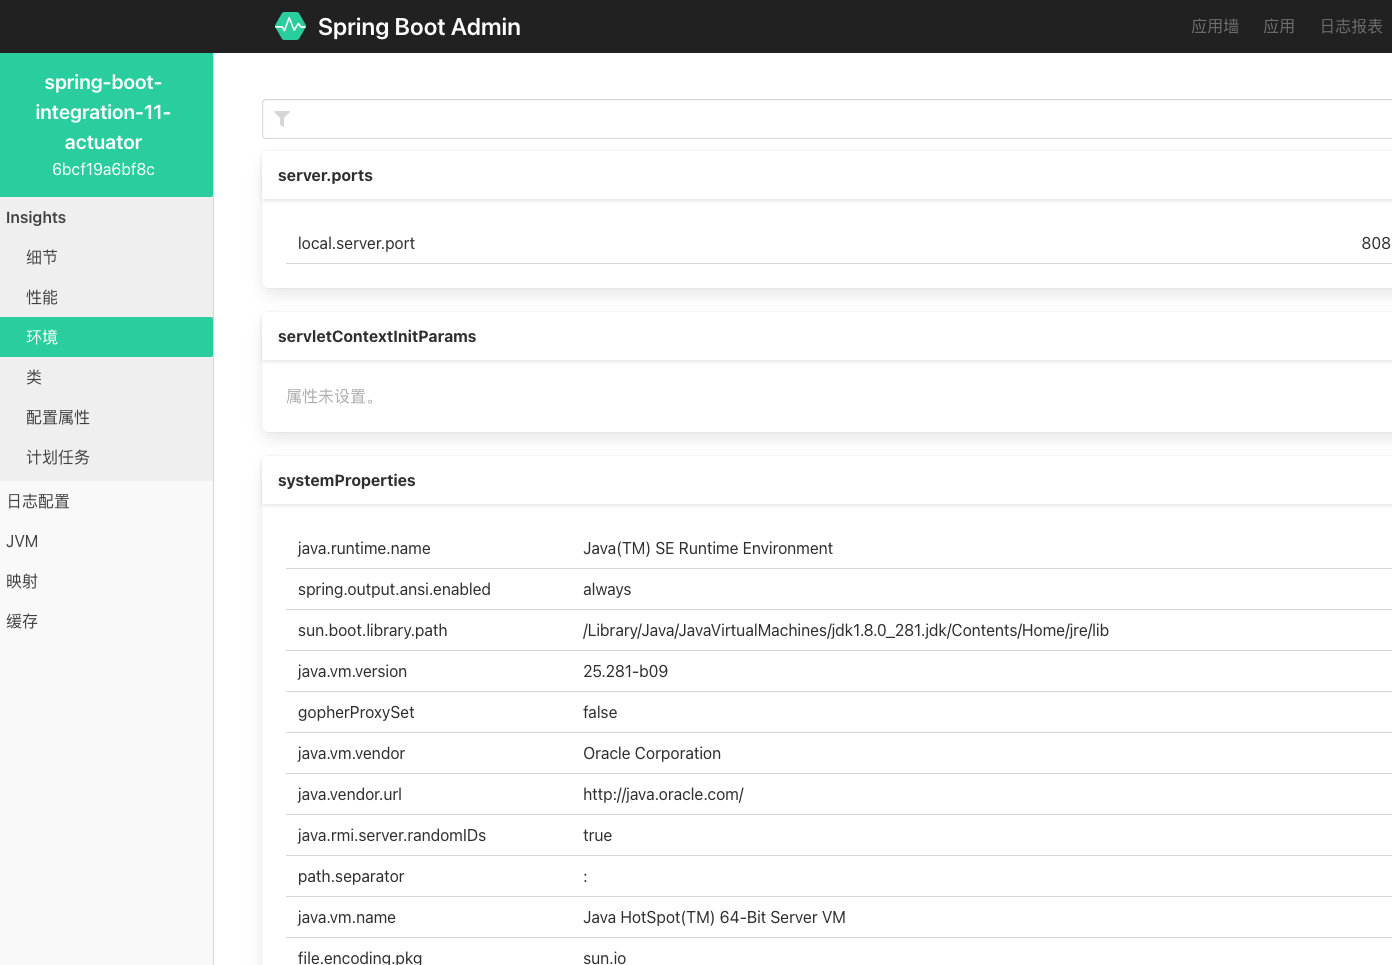 Spring Boot Admin
应用墙 应用 日志报表
spring-boot-
integration-11-
actuator
6bcf19a6bf8c
Insights
细节
性能
环境
类
配置属性
计划任务
日志配置
JVM
映射
缓存
server.ports
local.server.port 808
servletContextInitParams
属性未设置。
systemProperties
java.runtime.name Java(TM) SE Runtime Environment
spring.output.ansi.enabled always
sun.boot.library.path /Library/Java/JavaVirtualMachines/jdk1.8.0_281.jdk/Contents/Home/jre/lib
java.vm.version 25.281-b09
gopherProxySet false
java.vm.vendor Oracle Corporation
java.vendor.url http://java.oracle.com/
java.rmi.server.randomIDs true
path.separator :
java.vm.name Java HotSpot(TM) 64-Bit Server VM
file.encoding.pkg sun.io